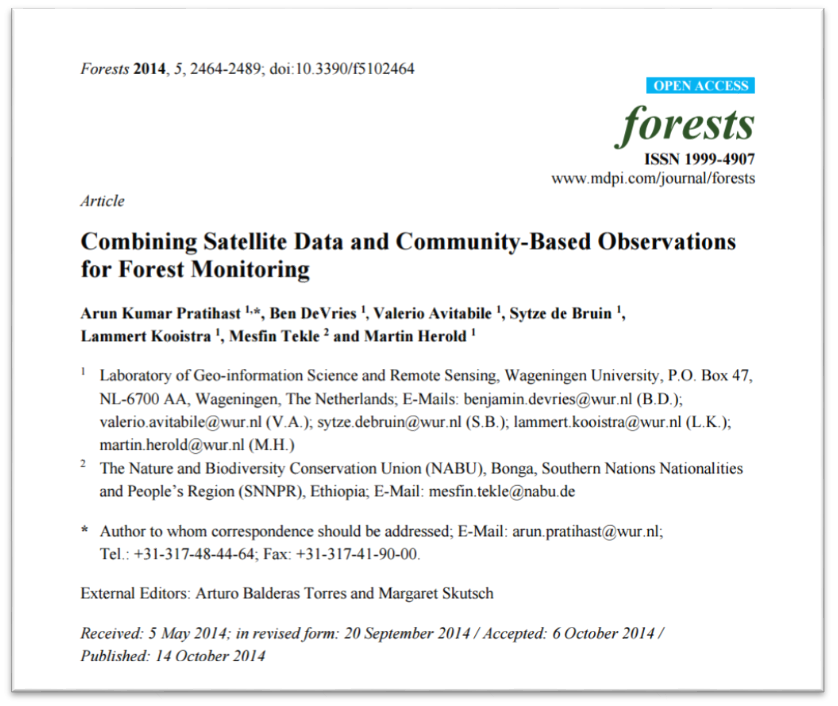 Forests 2014, 5, 2464-2489; doi:10.3390/f5102464
OPEN ACCESS
forests
ISSN 1999-4907
www.mdpi.com/journal/forests
Article
Combining Satellite Data and Community-Based Observations
for Forest Monitoring
Arun Kumar Pratihast 1,*, Ben DeVries 1, Valerio Avitabile 1, Sytze de Bruin 1,
Lammert Kooistra 1, Mesfin Tekle 2 and Martin Herold 1
1 Laboratory of Geo-information Science and Remote Sensing, Wageningen University, P.O. Box 47,
NL-6700 AA, Wageningen, The Netherlands; E-Mails: benjamin.devries@wur.nl (B.D.);
valerio.avitabile@wur.nl (V.A.); sytze.debruin@wur.nl (S.B.); lammert.kooistra@wur.nl (L.K.);
martin.herold@wur.nl (M.H.)
2 The Nature and Biodiversity Conservation Union (NABU), Bonga, Southern Nations Nationalities
and People’s Region (SNNPR), Ethiopia; E-Mail: mesfin.tekle@nabu.de
* Author to whom correspondence should be addressed; E-Mail: arun.pratihast@wur.nl;
Tel.: +31-317-48-44-64; Fax: +31-317-41-90-00.
External Editors: Arturo Balderas Torres and Margaret Skutsch
Received: 5 May 2014; in revised form: 20 September 2014 / Accepted: 6 October 2014 /
Published: 14 October 2014